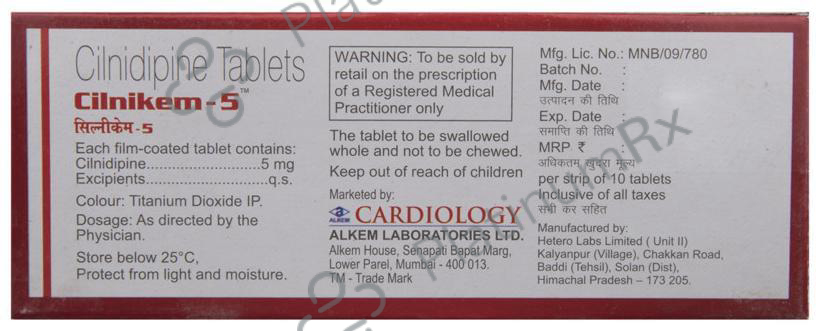 Cilnidipine Tablets
Cilnikem-5™
सिल्नीकेम-5
Each film-coated tablet contains:
Cilnidipine..............................5 mg
Excipients................................q.s.
Colour: Titanium Dioxide IP.
Dosage: As directed by the
Physician.
Store below 25°C,
Protect from light and moisture.
WARNING: To be sold by
retail on the prescription
of a Registered Medical
Practitioner only
The tablet to be swallowed
whole and not to be chewed.
Keep out of reach of children
Marketed by:
ALKEM CARDIOLOGY
ALKEM LABORATORIES LTD.
Alkem House, Senapati Bapat Marg,
Lower Parel, Mumbai - 400 013.
TM - Trade Mark
Mfg. Lic. No.: MNB/09/780
Batch No. :
Mfg. Date :
उत्पादन की तिथि
Exp. Date :
समाप्ति की तिथि
MRP ₹ :
अधिकतम खुदरा मूल्य
per strip of 10 tablets
Inclusive of all taxes
सभी कर सहित
Manufactured by:
Hetero Labs Limited ( Unit II)
Kalyanpur (Village), Chakkan Road,
Baddi (Tehsil), Solan (Dist),
Himachal Pradesh – 173 205.
PlatinumRx